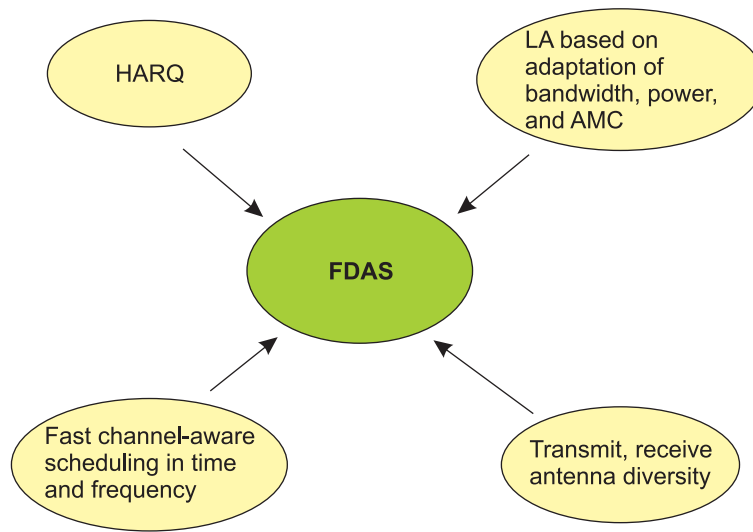 HARQ
LA based on
adaptation of
bandwidth, power,
and AMC
FDAS
Fast channel-aware
scheduling in time
and frequency
Transmit, receive
antenna diversity